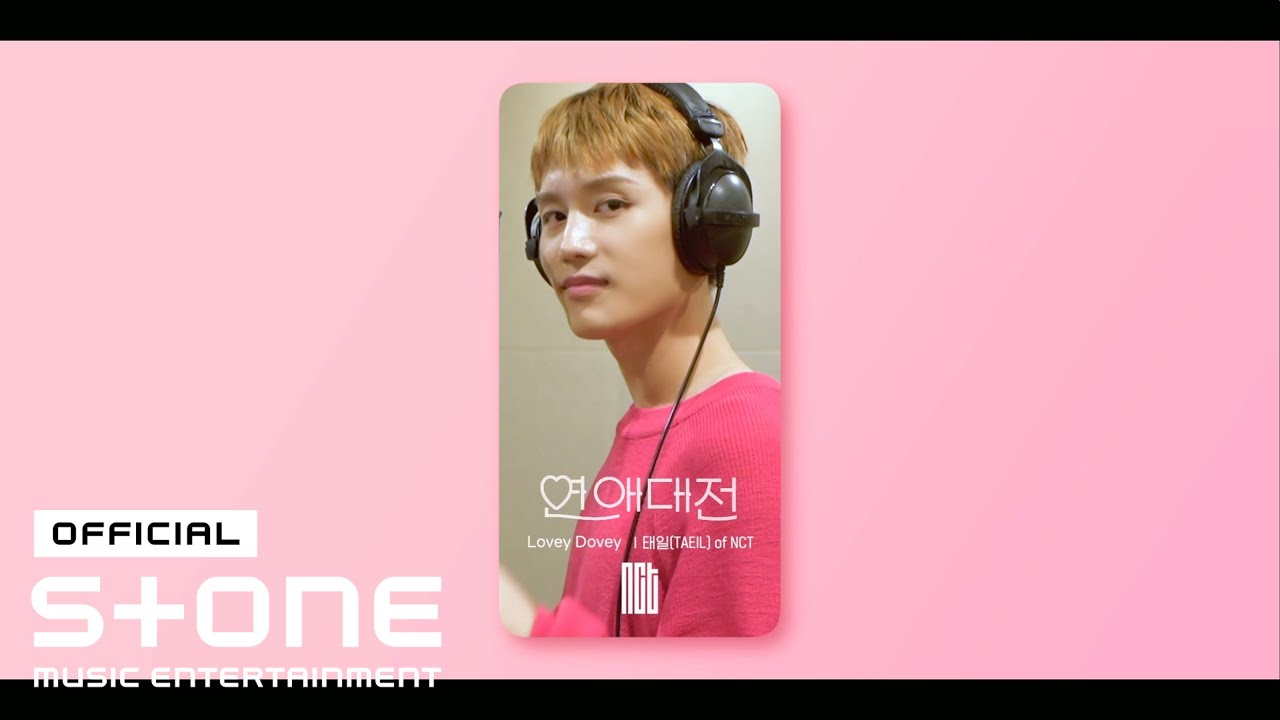 연애대전
Lovey Dovey | 태일(TAEIL) of NCT
nct
OFFICIAL
STONE
MUSIC ENTERTAINMENT